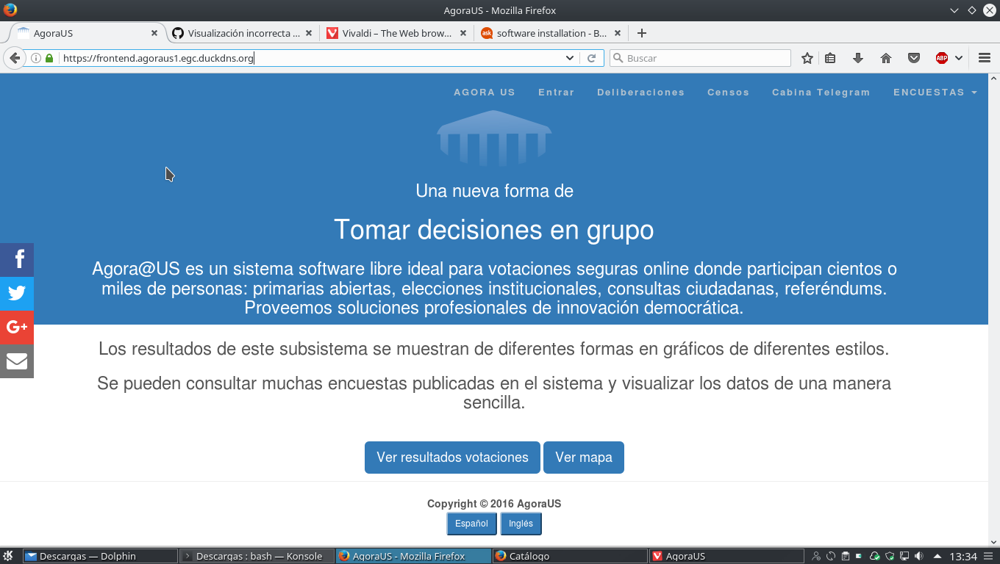 AgoraUS - Mozilla Firefox
AgoraUS
Visualización incorrecta ...
Vivaldi – The Web brow...
ask
software installation - B...
https://frontend.agoraus1.egc.duckdns.org
Buscar
ABP
AGORA US Entrar Deliberaciones Censos Cabina Telegram ENCUESTAS
Una nueva forma de
Tomar decisiones en grupo
Agora@US es un sistema software libre ideal para votaciones seguras online donde participan cientos o
miles de personas: primarias abiertas, elecciones institucionales, consultas ciudadanas, referéndums.
Proveemos soluciones profesionales de innovación democrática.
f
G+
Los resultados de este subsistema se muestran de diferentes formas en gráficos de diferentes estilos.
Se pueden consultar muchas encuestas publicadas en el sistema y visualizar los datos de una manera
sencilla.
Ver resultados votaciones Ver mapa
Copyright © 2016 AgoraUS
Español Inglés
Descargas — Dolphin
Descargas : bash — Konsole
AgoraUS - Mozilla Firefox
Catálogo
AgoraUS
13:34